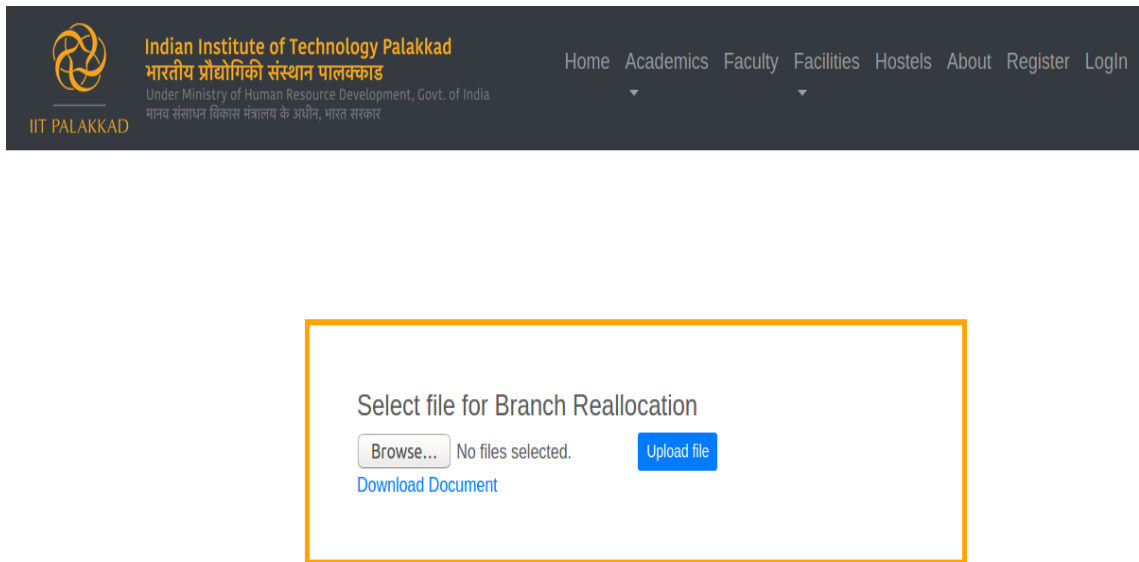 Indian Institute of Technology Palakkad
भारतीय प्रौद्योगिकी संस्थान पालक्काड
Under Ministry of Human Resource Development, Govt. of India
मानव संसाधन विकास मंत्रालय के अधीन, भारत सरकार
IIT PALAKKAD
Home Academics Faculty Facilities Hostels About Register LogIn
Select file for Branch Reallocation
Browse... No files selected. Upload file
Download Document